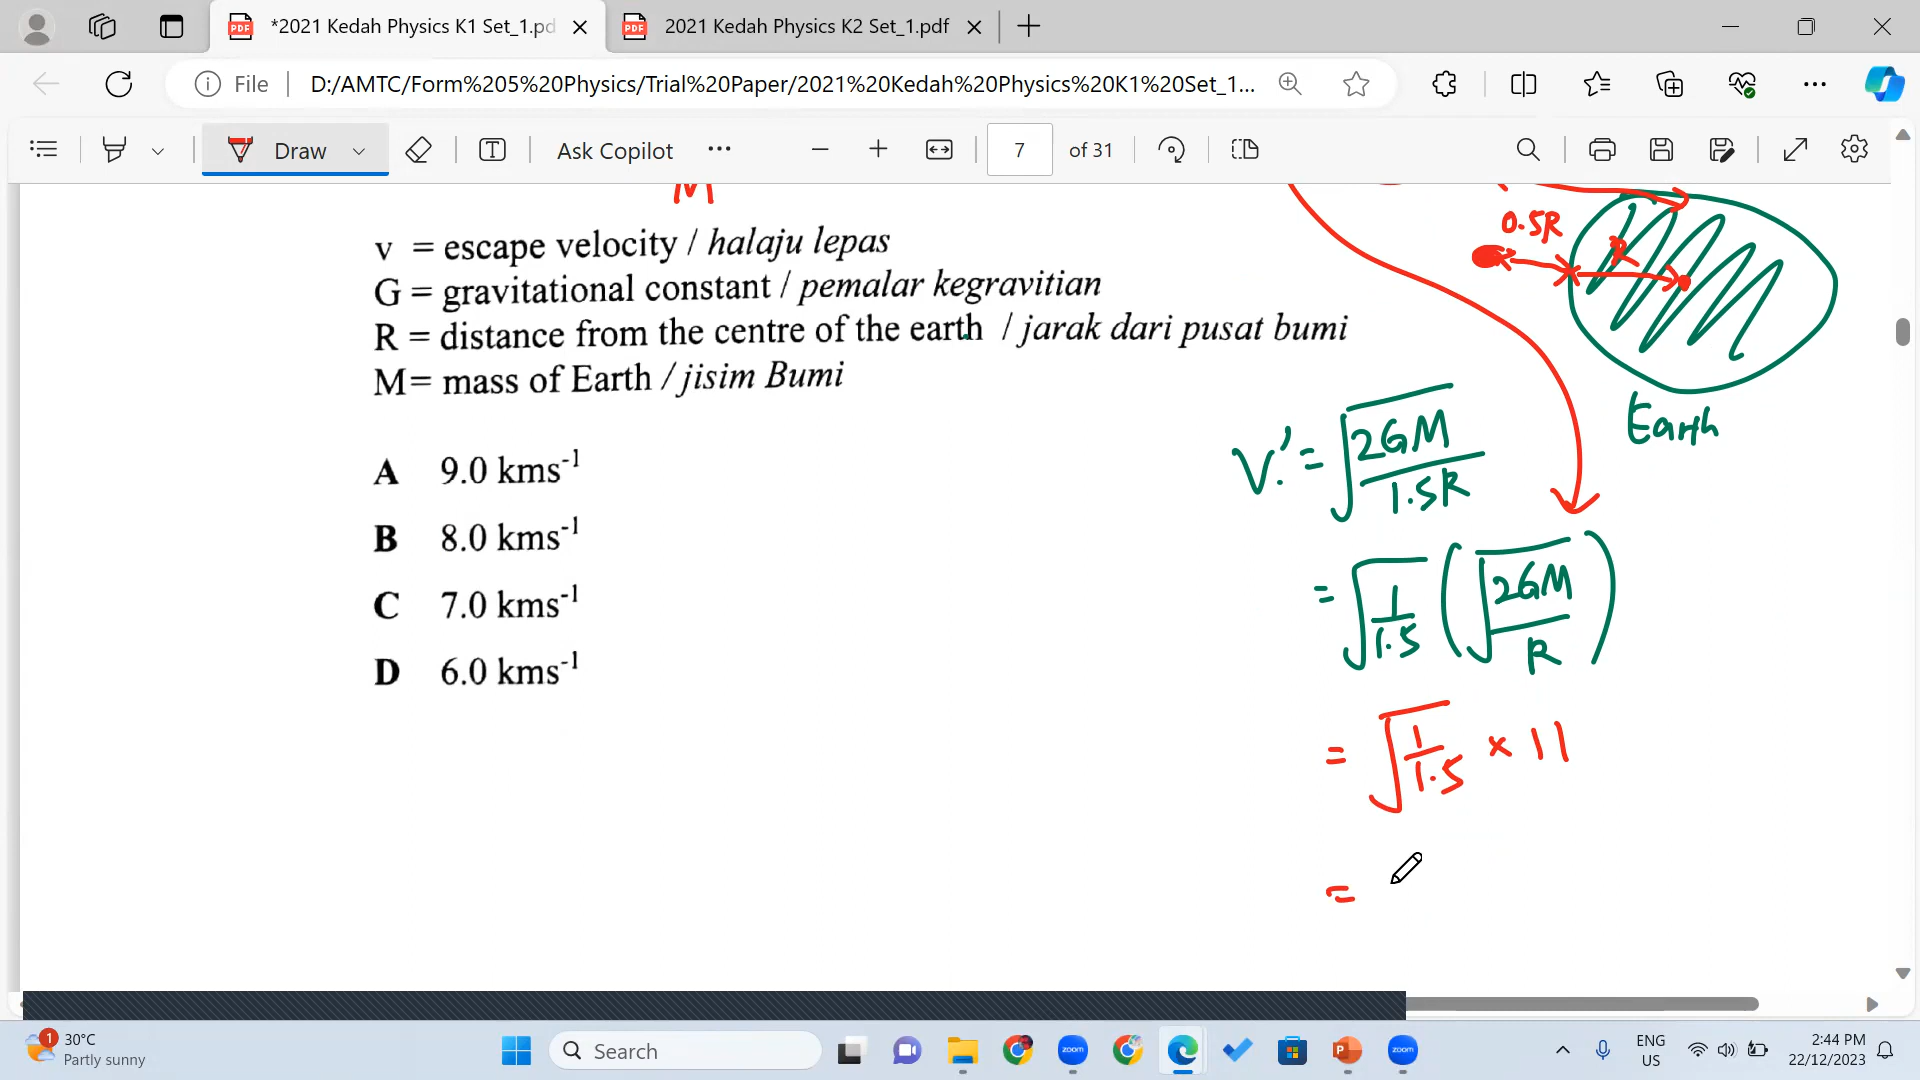 *2021 Kedah Physics K1 Set_1.pd
2021 Kedah Physics K2 Set_1.pdf
File
D:/AMTC/Form%205%20Physics/Trial%20Paper/2021%20Kedah%20Physics%20K1%20Set_1...
Draw
Ask Copilot
7 of 31
M
v = escape velocity / halaju lepas
G = gravitational constant / pemalar kegravitian
R = distance from the centre of the earth / jarak dari pusat bumi
M= mass of Earth / jisim Bumi
A 9.0 kms⁻¹
B 8.0 kms⁻¹
C 7.0 kms⁻¹
D 6.0 kms⁻¹
0.5R
R
Earth
V.' = √(2GM/1.5R)
= √(1/1.5) (√(2GM/R))
= √(1/1.5) × 11
=
1
30°C
Partly sunny
Search
zoom
zoom
ENG
US
2:44 PM
22/12/2023